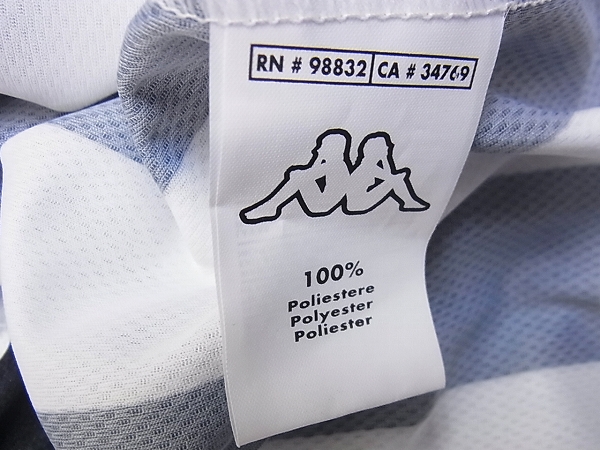 RN # 98832 CA # 34769
100%
Poliestere
Polyester
Poliester